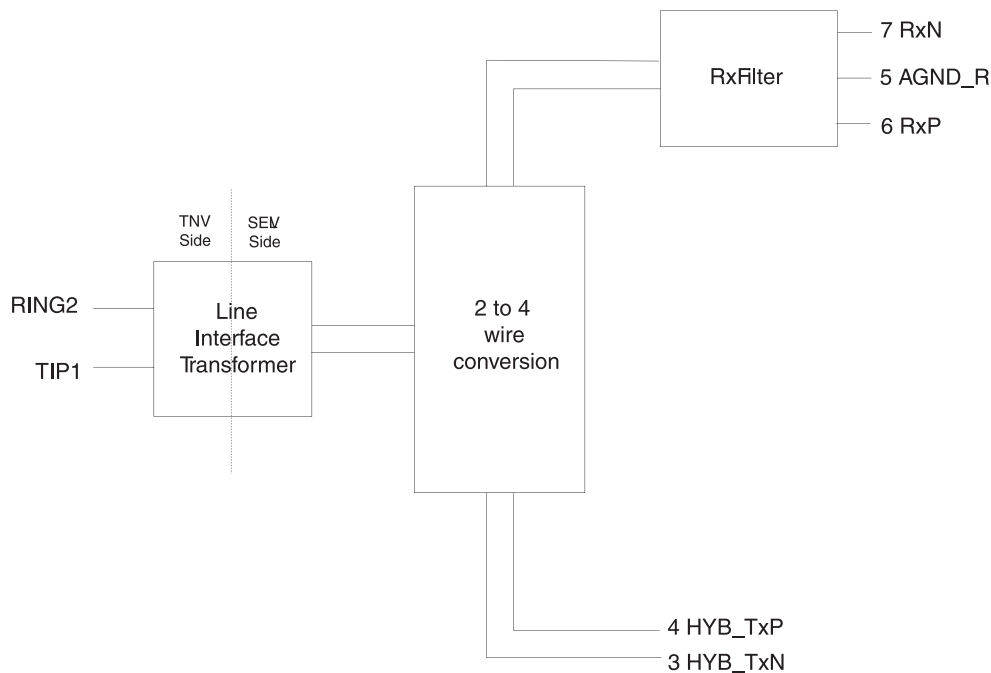 7 RxN
RxFilter
5 AGND_R
6 RxP
TNV
Side
SELV
Side
RING2
TIP1
Line
Interface
Transformer
2 to 4
wire
conversion
4 HYB_TxP
3 HYB_TxN